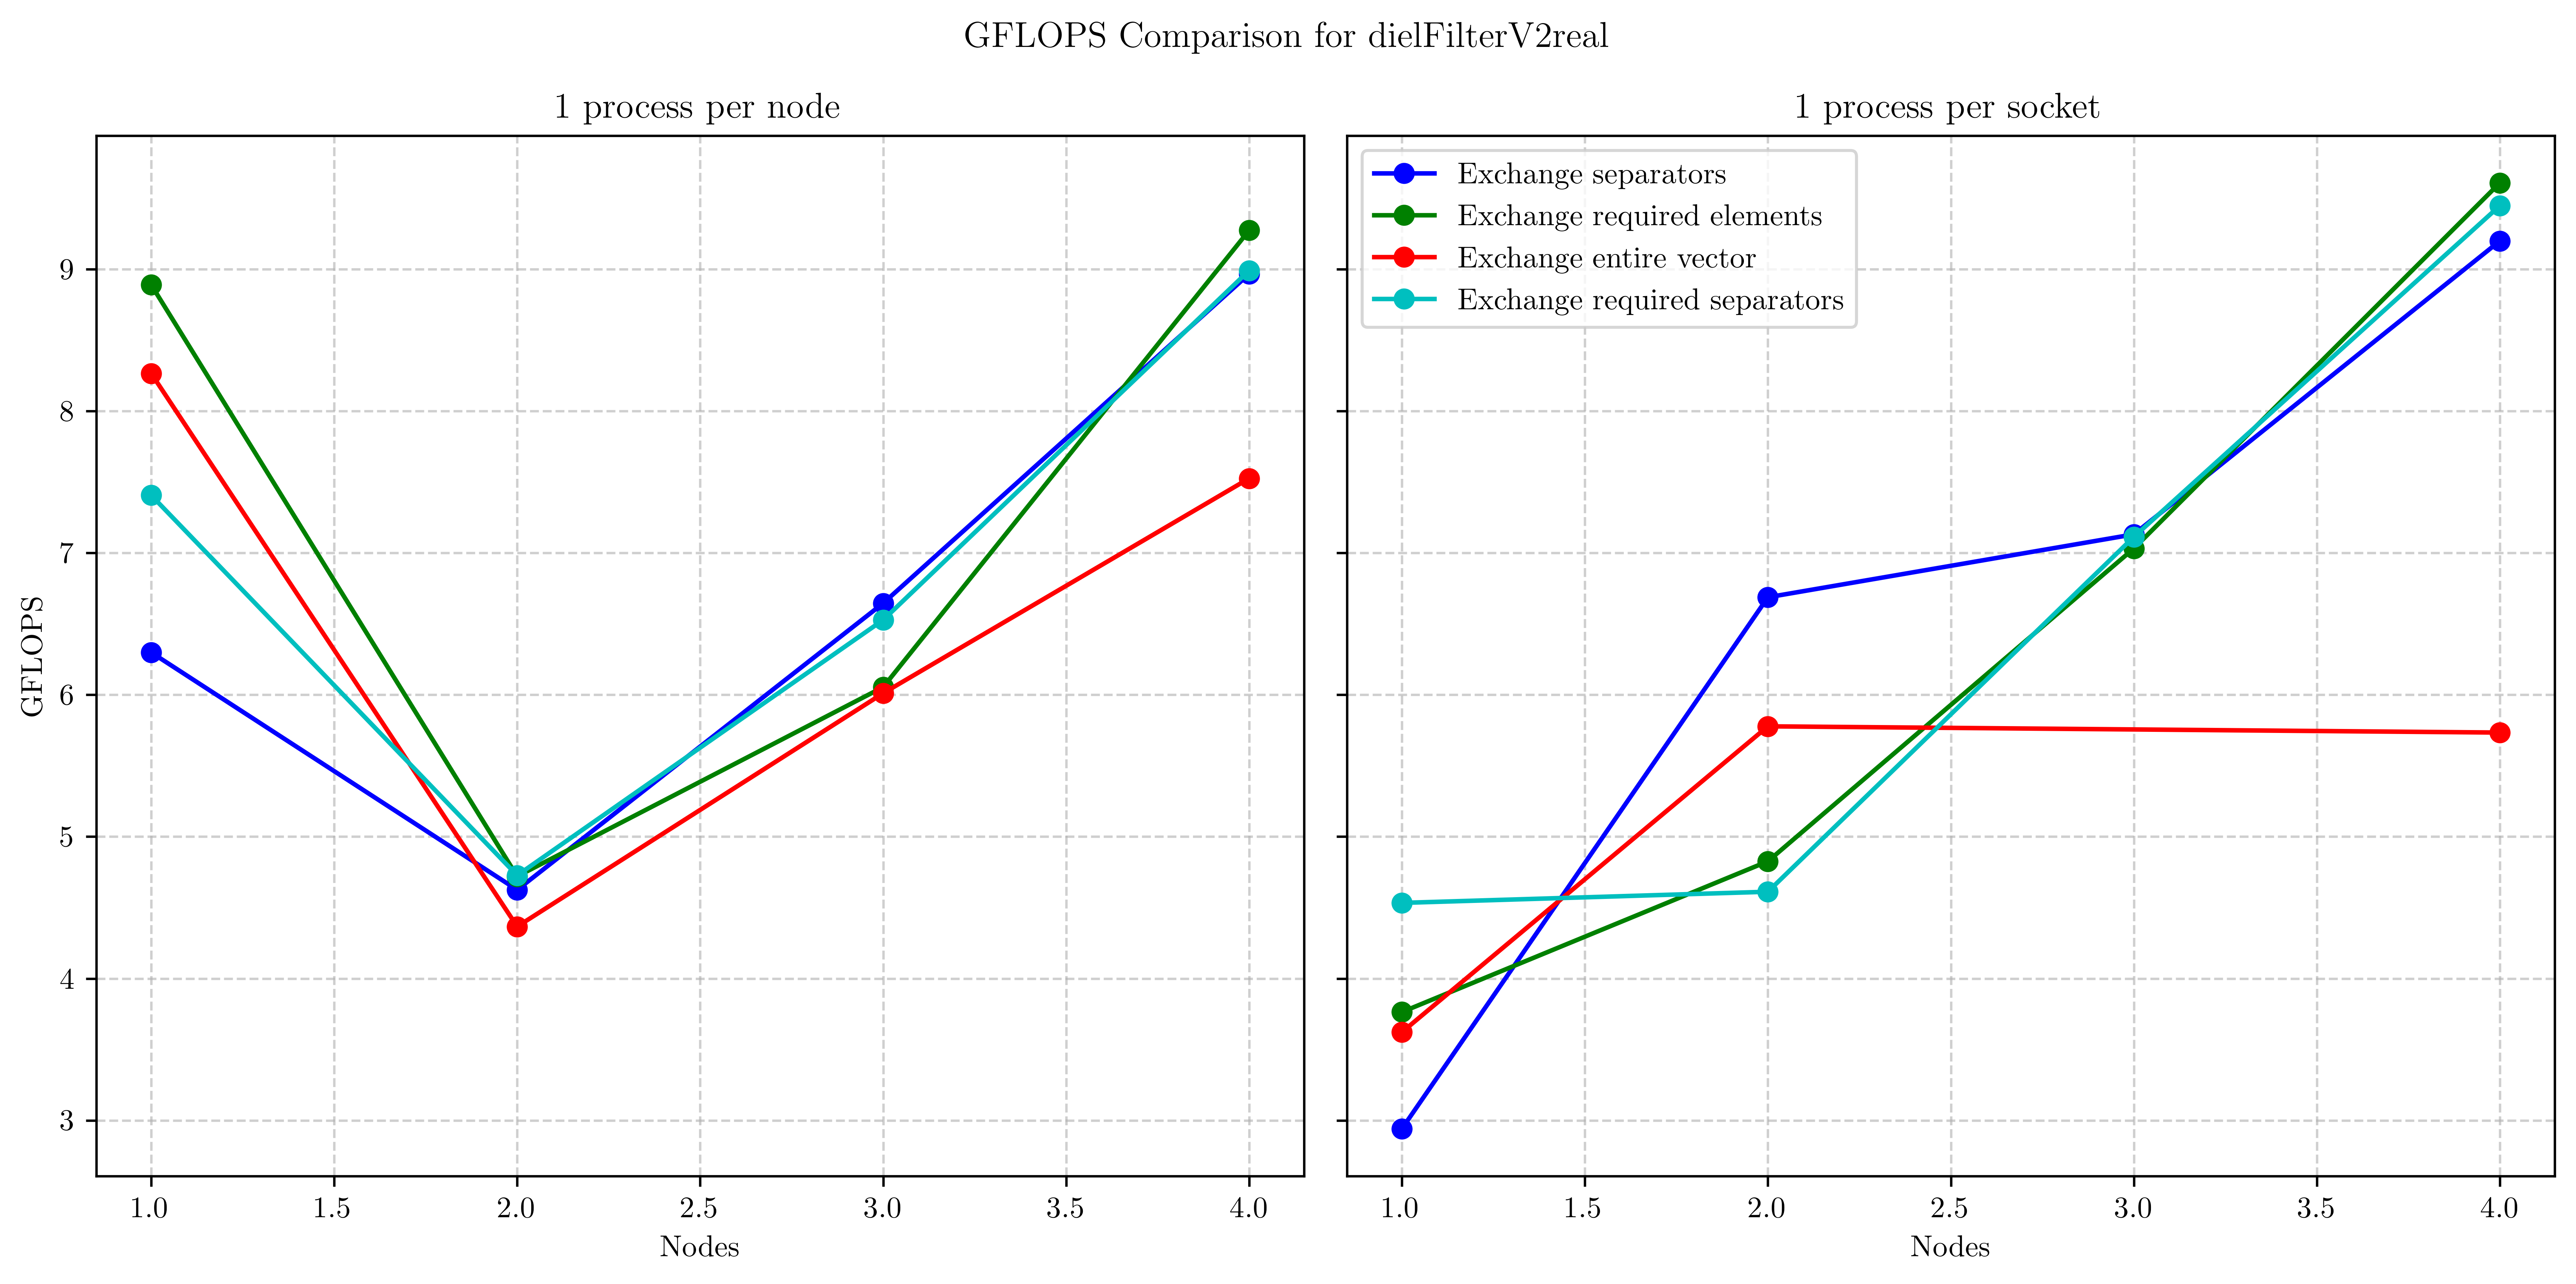 GFLOPS Comparison for dielFilterV2real
1 process per node
GFLOPS
9
8
7
6
5
4
3
1.0 1.5 2.0 2.5 3.0 3.5 4.0
Nodes
1 process per socket
Exchange separators
Exchange required elements
Exchange entire vector
Exchange required separators
1.0 1.5 2.0 2.5 3.0 3.5 4.0
Nodes